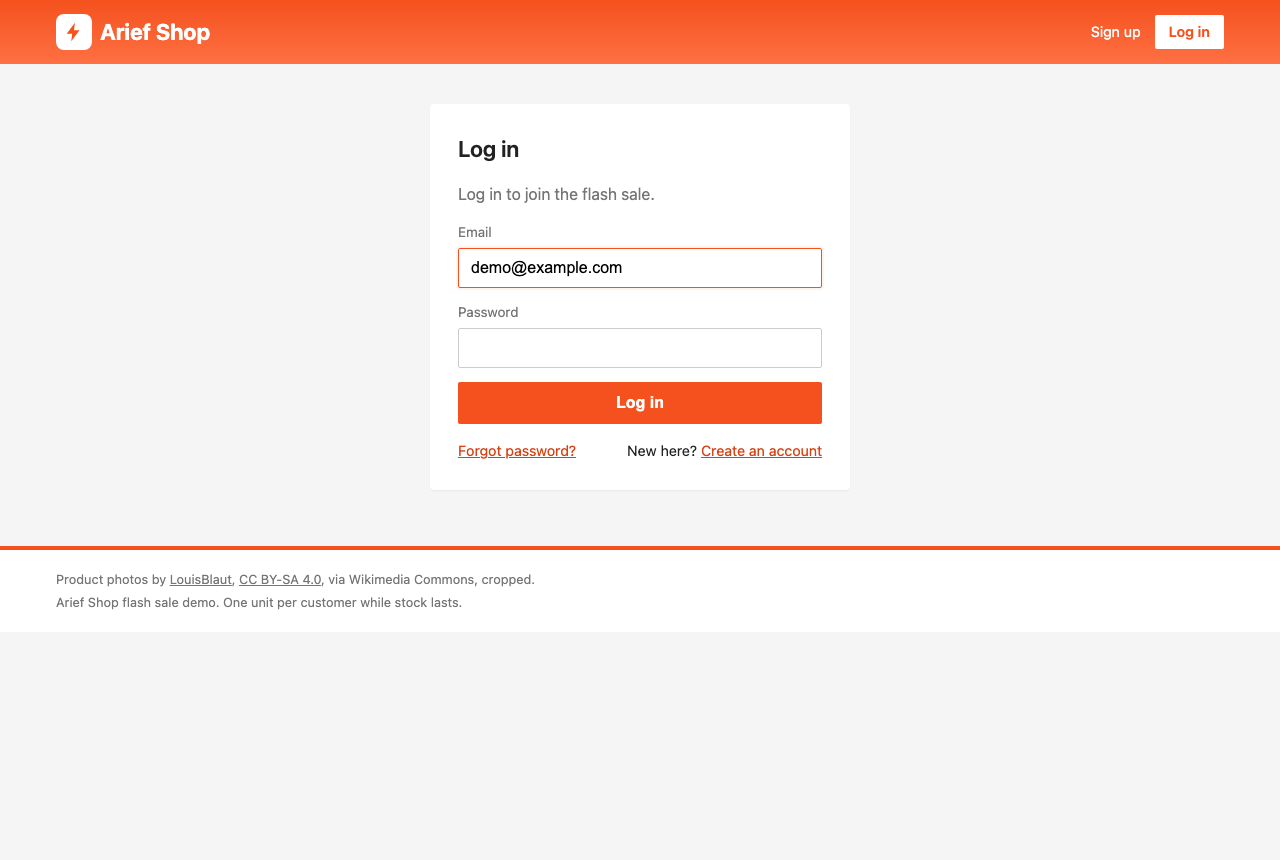 Arief Shop
Sign up
Log in
Log in
Log in to join the flash sale.
Email
demo@example.com
Password
Log in
Forgot password?
New here? Create an account
Product photos by LouisBlaut, CC BY-SA 4.0, via Wikimedia Commons, cropped.
Arief Shop flash sale demo. One unit per customer while stock lasts.